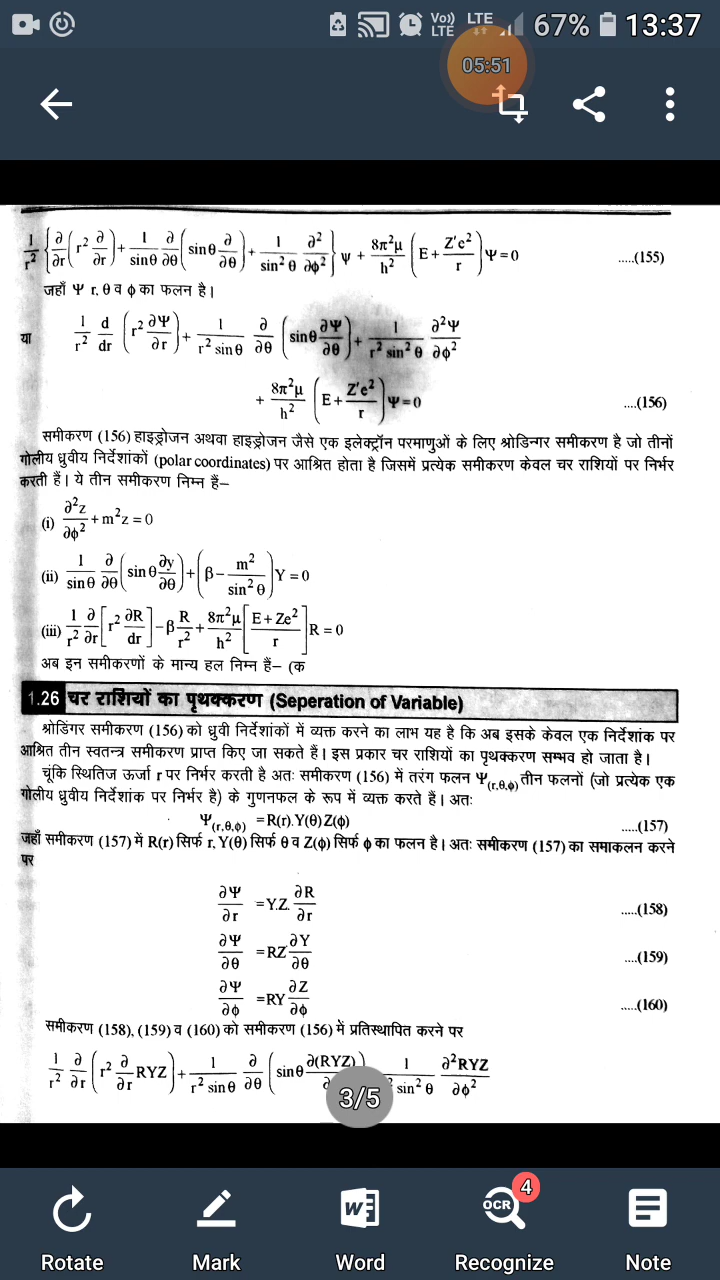 Vo)) LTE LTE 67% 13:37
05:51
1/r² {∂/∂r (r² ∂/∂r) + 1/sinθ ∂/∂θ (sinθ ∂/∂θ) + 1/sin² θ ∂²/∂ϕ²} Ψ + 8π²μ/h² (E + Z'e²/r) Ψ = 0 .....(155)
जहाँ Ψ r, θ व ϕ का फलन है।
या 1/r² d/dr (r² ∂Ψ/∂r) + 1/r² sinθ ∂/∂θ (sinθ ∂Ψ/∂θ) + 1/r² sin² θ ∂²Ψ/∂ϕ²
+ 8π²μ/h² (E + Z'e²/r) Ψ = 0 ....(156)
समीकरण (156) हाइड्रोजन अथवा हाइड्रोजन जैसे एक इलेक्ट्रॉन परमाणुओं के लिए श्रोडिन्गर समीकरण है जो तीनों
गोलीय ध्रुवीय निर्देशांकों (polar coordinates) पर आश्रित होता है जिसमें प्रत्येक समीकरण केवल चर राशियों पर निर्भर
करती हैं। ये तीन समीकरण निम्न हैं–
(i) ∂²z/∂ϕ² + m²z = 0
(ii) 1/sinθ ∂/∂θ (sinθ ∂y/∂θ) + (β – m²/sin² θ) Y = 0
(iii) 1/r² ∂/∂r [r² ∂R/dr] – β R/r² + 8π²μ/h² [E + Ze²/r] R = 0
अब इन समीकरणों के मान्य हल निम्न हैं– (क
1.26 चर राशियों का पृथक्करण (Seperation of Variable)
श्रोडिंगर समीकरण (156) को ध्रुवी निर्देशांकों में व्यक्त करने का लाभ यह है कि अब इसके केवल एक निर्देशांक पर
आश्रित तीन स्वतन्त्र समीकरण प्राप्त किए जा सकते हैं। इस प्रकार चर राशियों का पृथक्करण सम्भव हो जाता है।
चूंकि स्थितिज ऊर्जा r पर निर्भर करती है अतः समीकरण (156) में तरंग फलन Ψ(r,θ,ϕ) तीन फलनों (जो प्रत्येक एक
गोलीय ध्रुवीय निर्देशांक पर निर्भर है) के गुणनफल के रूप में व्यक्त करते हैं। अतः
Ψ(r,θ,ϕ) = R(r).Y(θ) Z(ϕ) .....(157)
जहाँ समीकरण (157) में R(r) सिर्फ r, Y(θ) सिर्फ θ व Z(ϕ) सिर्फ ϕ का फलन है। अतः समीकरण (157) का समाकलन करने
पर
∂Ψ/∂r = Y.Z. ∂R/∂r .....(158)
∂Ψ/∂θ = RZ ∂Y/∂θ ....(159)
∂Ψ/∂ϕ = RY ∂Z/∂ϕ .....(160)
समीकरण (158), (159) व (160) को समीकरण (156) में प्रतिस्थापित करने पर
1/r² ∂/∂r (r² ∂/∂r RYZ) + 1/r² sinθ ∂/∂θ (sinθ ∂(RYZ) 1/sin² θ ∂²RYZ/∂ϕ²
3/5
W
OCR 4
Rotate Mark Word Recognize Note